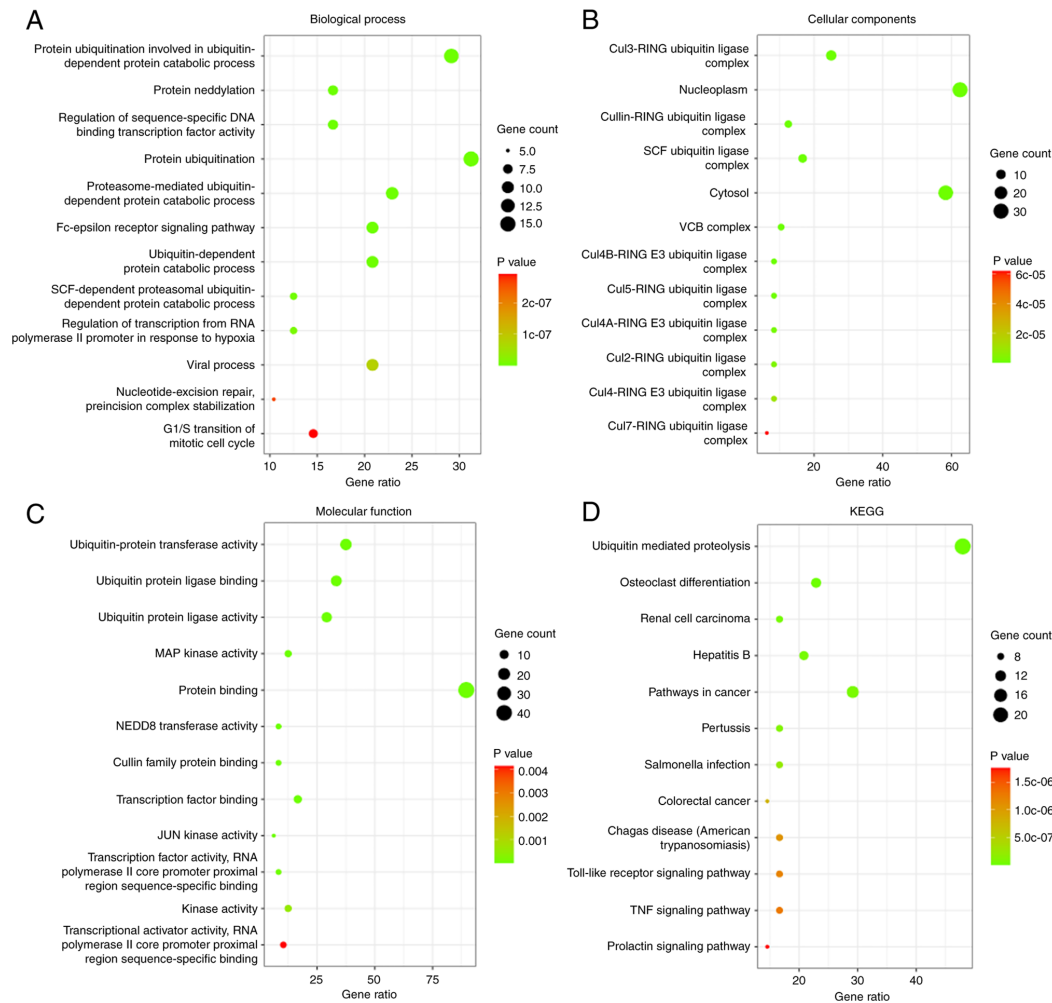 A
Biological process
Protein ubiquitination involved in ubiquitin-
dependent protein catabolic process
Protein neddylation
Regulation of sequence-specific DNA
binding transcription factor activity
Protein ubiquitination
Proteasome-mediated ubiquitin-
dependent protein catabolic process
Fc-epsilon receptor signaling pathway
Ubiquitin-dependent
protein catabolic process
SCF-dependent proteasomal ubiquitin-
dependent protein catabolic process
Regulation of transcription from RNA
polymerase II promoter in response to hypoxia
Viral process
Nucleotide-excision repair,
preincision complex stabilization
G1/S transition of
mitotic cell cycle
10 15 20 25 30
Gene ratio
Gene count
5.0
7.5
10.0
12.5
15.0
P value
2c-07
1c-07
B
Cellular components
Cul3-RING ubiquitin ligase
complex
Nucleoplasm
Cullin-RING ubiquitin ligase
complex
SCF ubiquitin ligase
complex
Cytosol
VCB complex
Cul4B-RING E3 ubiquitin ligase
complex
Cul5-RING ubiquitin ligase
complex
Cul4A-RING E3 ubiquitin ligase
complex
Cul2-RING ubiquitin ligase
complex
Cul4-RING E3 ubiquitin ligase
complex
Cul7-RING ubiquitin ligase
complex
20 40 60
Gene ratio
Gene count
10
20
30
P value
6c-05
4c-05
2c-05
C
Molecular function
Ubiquitin-protein transferase activity
Ubiquitin protein ligase binding
Ubiquitin protein ligase activity
MAP kinase activity
Protein binding
NEDD8 transferase activity
Cullin family protein binding
Transcription factor binding
JUN kinase activity
Transcription factor activity, RNA
polymerase II core promoter proximal
region sequence-specific binding
Kinase activity
Transcriptional activator activity, RNA
polymerase II core promoter proximal
region sequence-specific binding
25 50 75
Gene ratio
Gene count
10
20
30
40
P value
0.004
0.003
0.002
0.001
D
KEGG
Ubiquitin mediated proteolysis
Osteoclast differentiation
Renal cell carcinoma
Hepatitis B
Pathways in cancer
Pertussis
Salmonella infection
Colorectal cancer
Chagas disease (American
trypanosomiasis)
Toll-like receptor signaling pathway
TNF signaling pathway
Prolactin signaling pathway
20 30 40
Gene ratio
Gene count
8
12
16
20
P value
1.5c-06
1.0c-06
5.0c-07